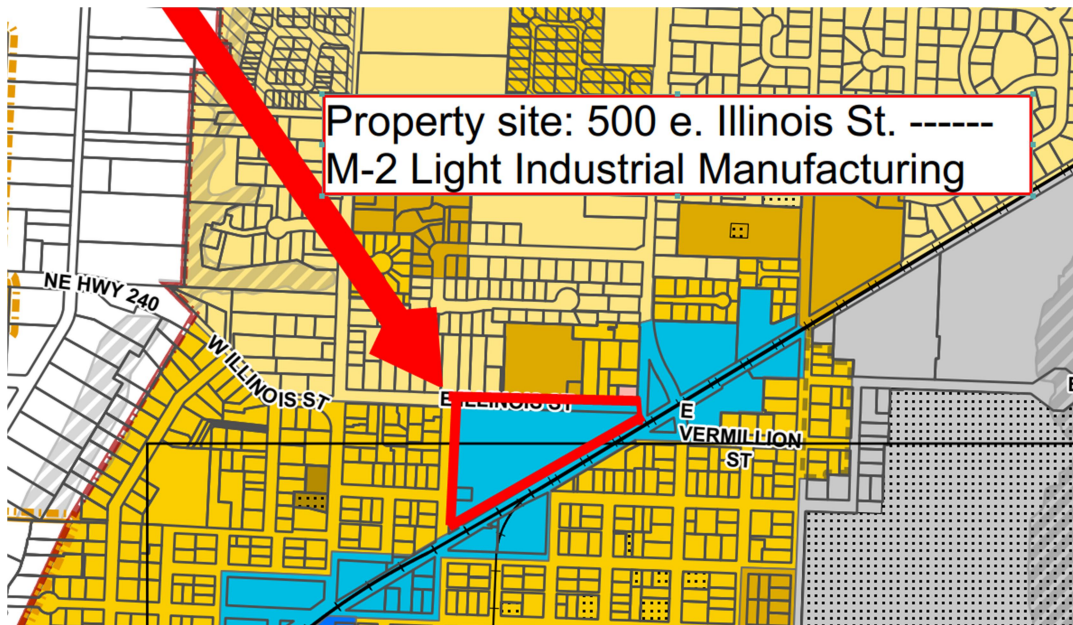 Property site: 500 e. Illinois St. ------
M-2 Light Industrial Manufacturing
NE HWY 240
W ILLINOIS ST
E ILLINOIS ST
E
VERMILLION
ST
E